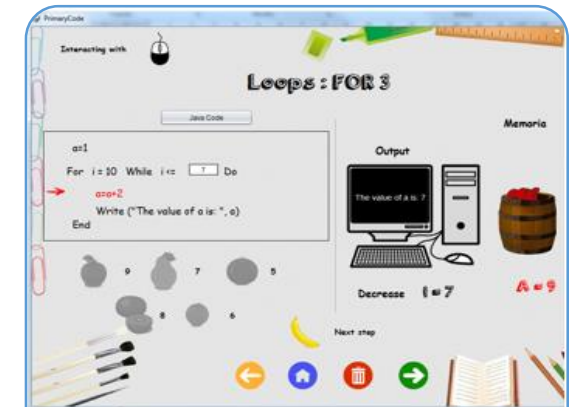 PrimaryCode
Interacting with
Loops : FOR 3
Java Code
Memoria
a=1
Output
For i = 10 While i <= 7 Do
a=a+2
The value of a is: 7
Write ("The value of a is: ", a)
End
9 7 5
Decrease I = 7
A = 9
8 6
Next step